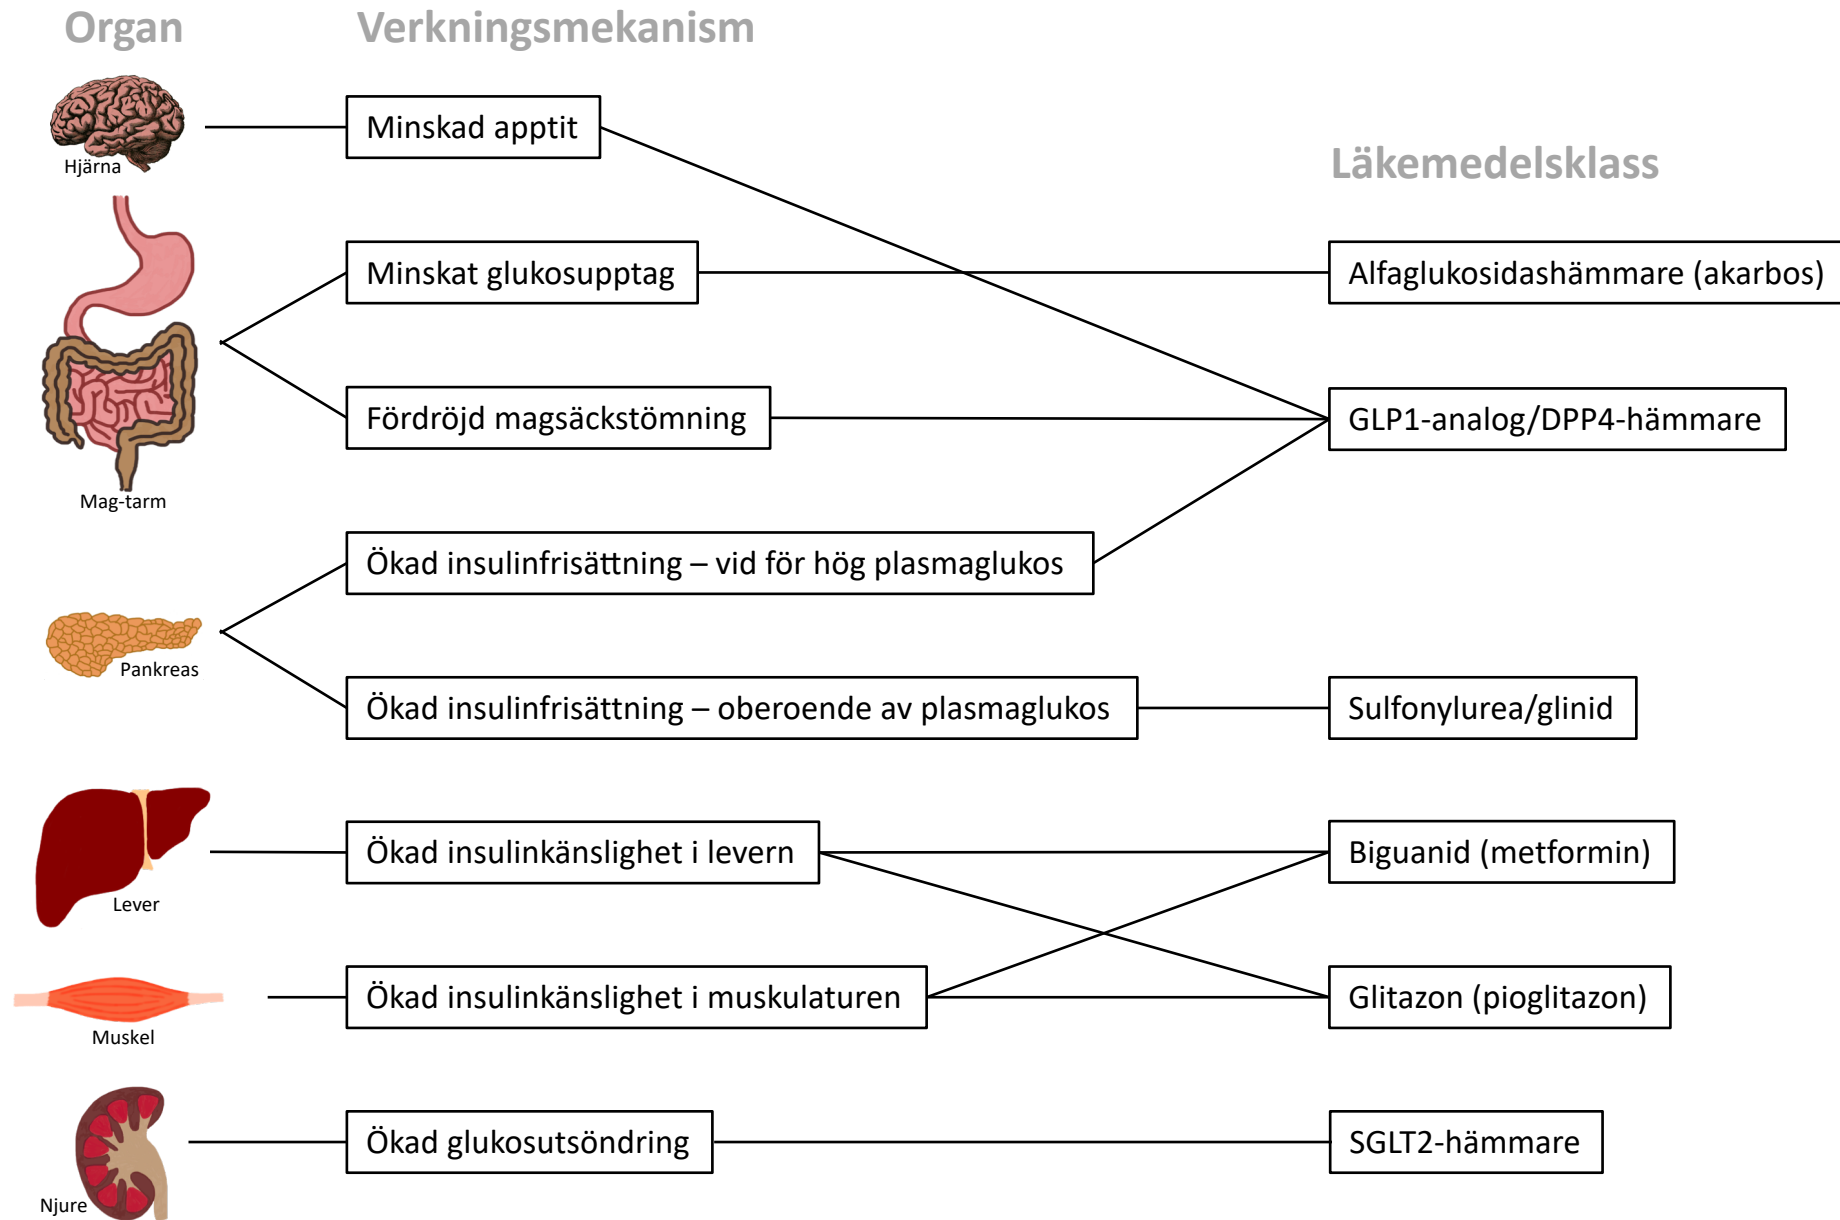 Organ
Verkningsmekanism
Läkemedelsklass
Hjärna
Minskad apptit
Mag-tarm
Minskat glukosupptag
Alfaglukosidashämmare (akarbos)
Fördröjd magsäckstömning
GLP1-analog/DPP4-hämmare
Pankreas
Ökad insulinfrisättning – vid för hög plasmaglukos
Ökad insulinfrisättning – oberoende av plasmaglukos
Sulfonylurea/glinid
Lever
Ökad insulinkänslighet i levern
Biguanid (metformin)
Muskel
Ökad insulinkänslighet i muskulaturen
Glitazon (pioglitazon)
Njure
Ökad glukosutsöndring
SGLT2-hämmare